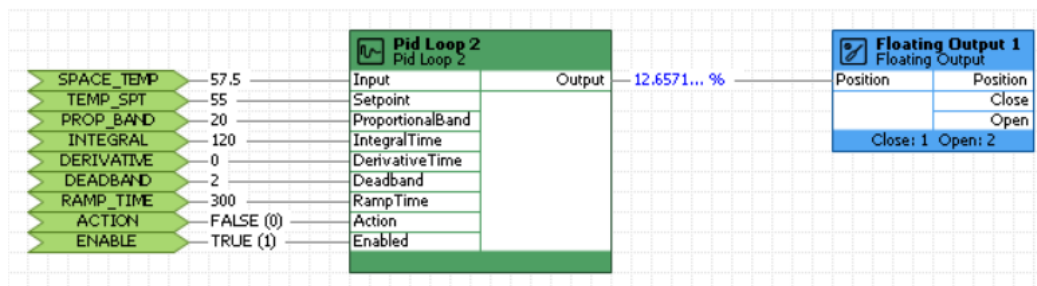 Pid Loop 2
Pid Loop 2
Floating Output 1
Floating Output
SPACE_TEMP 57.5 Input Output 12.6571... % Position Position
TEMP_SPT 55 Setpoint Close
PROP_BAND 20 ProportionalBand Open
INTEGRAL 120 IntegralTime Close: 1 Open: 2
DERIVATIVE 0 DerivativeTime
DEADBAND 2 Deadband
RAMP_TIME 300 RampTime
ACTION FALSE (0) Action
ENABLE TRUE (1) Enabled